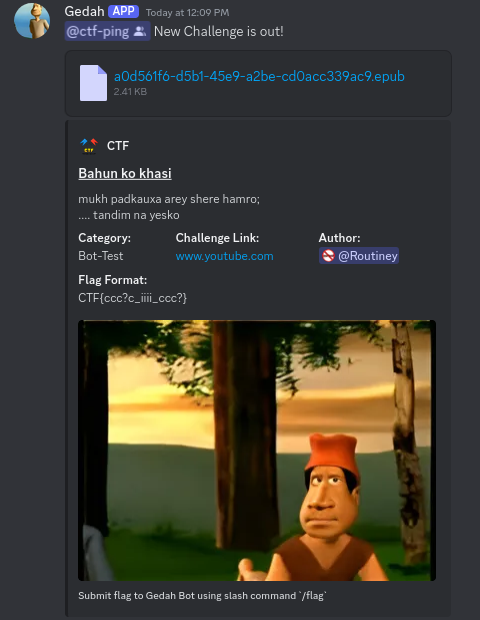 Gedah APP Today at 12:09 PM
@ctf-ping New Challenge is out!
a0d561f6-d5b1-45e9-a2be-cd0acc339ac9.epub
2.41 KB
CTF CTF
Bahun ko khasi
mukh padkauxa arey shere hamro;
.... tandim na yesko
Category: Challenge Link: Author:
Bot-Test www.youtube.com @Routiney
Flag Format:
CTF{ccc?c_iiii_ccc?}
Submit flag to Gedah Bot using slash command `/flag`